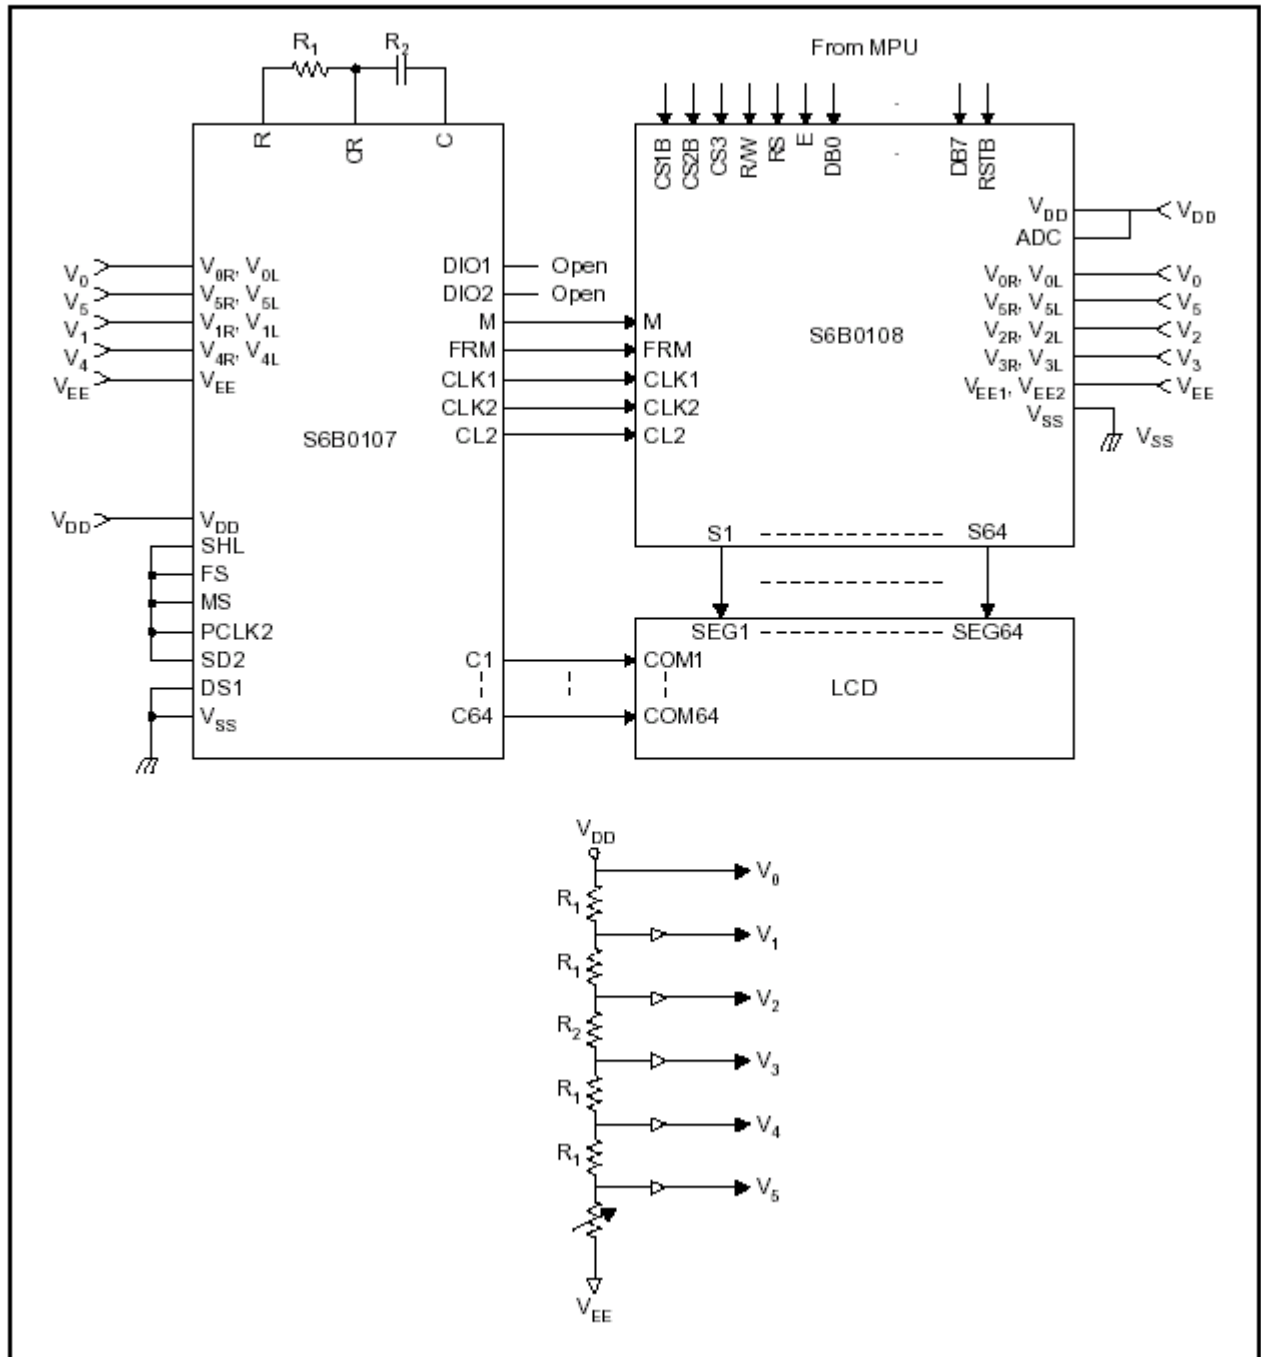 R1 R2 From MPU
R CR C
CS1B CS2B CS3 R/W RS E DB0 DB7 RSTB
VDD VDD
ADC
V0 V0R, V0L DIO1 Open V0R, V0L V0
V5 V5R, V5L DIO2 Open V5R, V5L V5
V1 V1R, V1L M M S6B0108 V2R, V2L V2
V4 V4R, V4L FRM FRM V3R, V3L V3
VEE VEE CLK1 CLK1 VEE1, VEE2 VEE
CLK2 CLK2 VSS
S6B0107 CL2 CL2 VSS
VDD VDD
SHL S1 S64
FS
MS
PCLK2 SEG1 SEG64
SD2 C1 COM1
DS1 LCD
VSS C64 COM64
VDD
V0
R1
V1
R1
V2
R2
V3
R1
V4
R1
V5
VEE